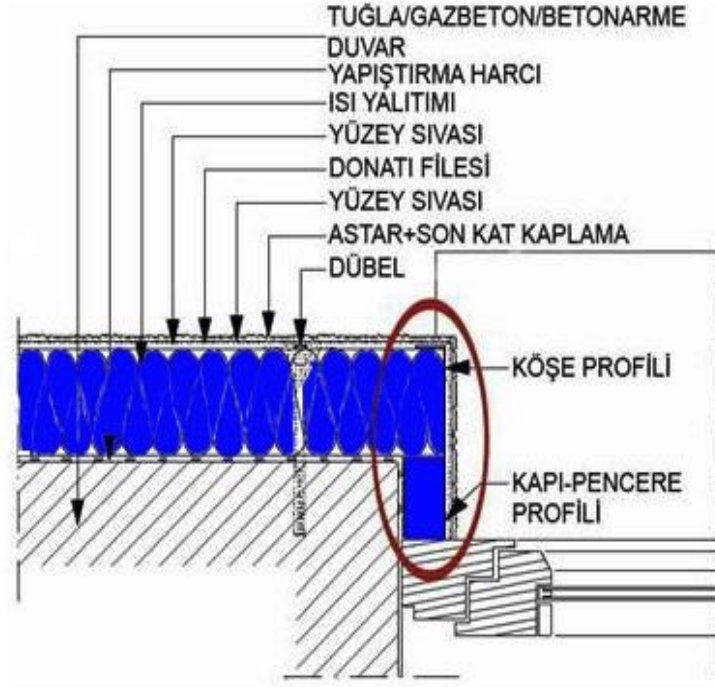 TUĞLA/GAZBETON/BETONARME
DUVAR
YAPIŞTIRMA HARCI
ISI YALITIMI
YÜZEY SIVASI
DONATI FİLESİ
YÜZEY SIVASI
ASTAR+SON KAT KAPLAMA
DÜBEL
KÖŞE PROFİLİ
KAPI-PENCERE
PROFİLİ